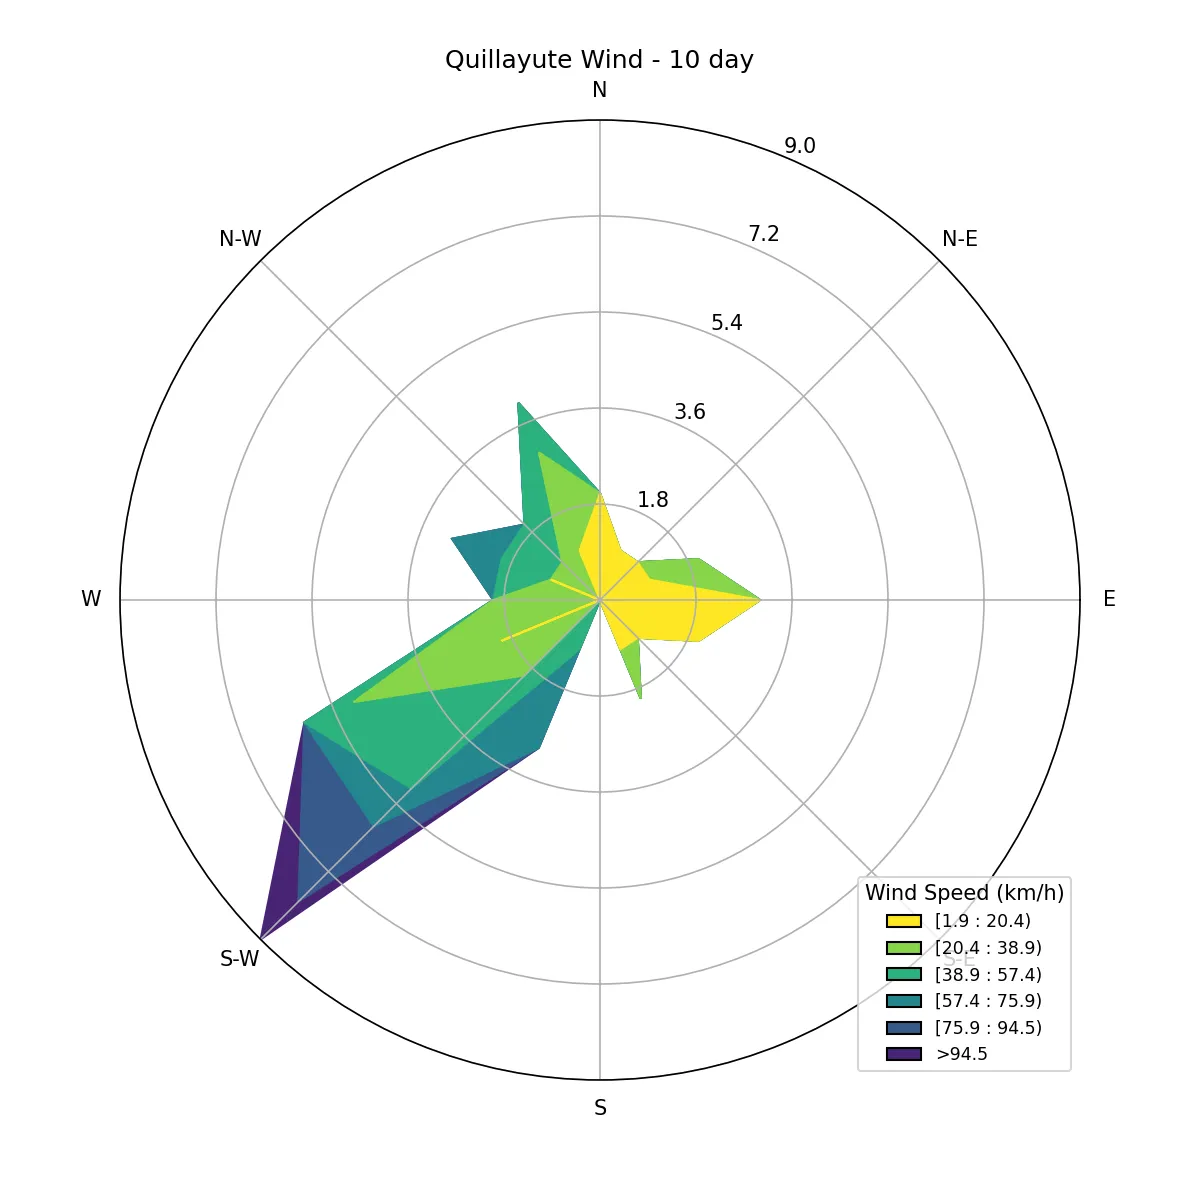 Quillayute Wind - 10 day
N
9.0
N-W
7.2
N-E
5.4
3.6
1.8
W
E
S-W
S-E
Wind Speed (km/h)
[1.9 : 20.4)
[20.4 : 38.9)
[38.9 : 57.4)
[57.4 : 75.9)
[75.9 : 94.5)
>94.5
S